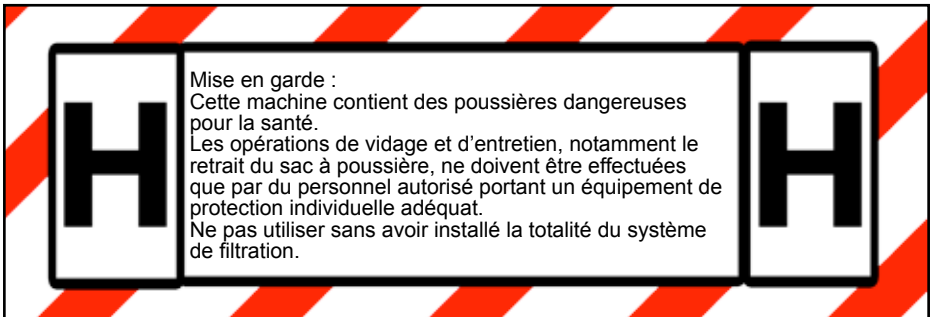 H
Mise en garde :
Cette machine contient des poussières dangereuses
pour la santé.
Les opérations de vidage et d’entretien, notamment le
retrait du sac à poussière, ne doivent être effectuées
que par du personnel autorisé portant un équipement de
protection individuelle adéquat.
Ne pas utiliser sans avoir installé la totalité du système
de filtration.
H